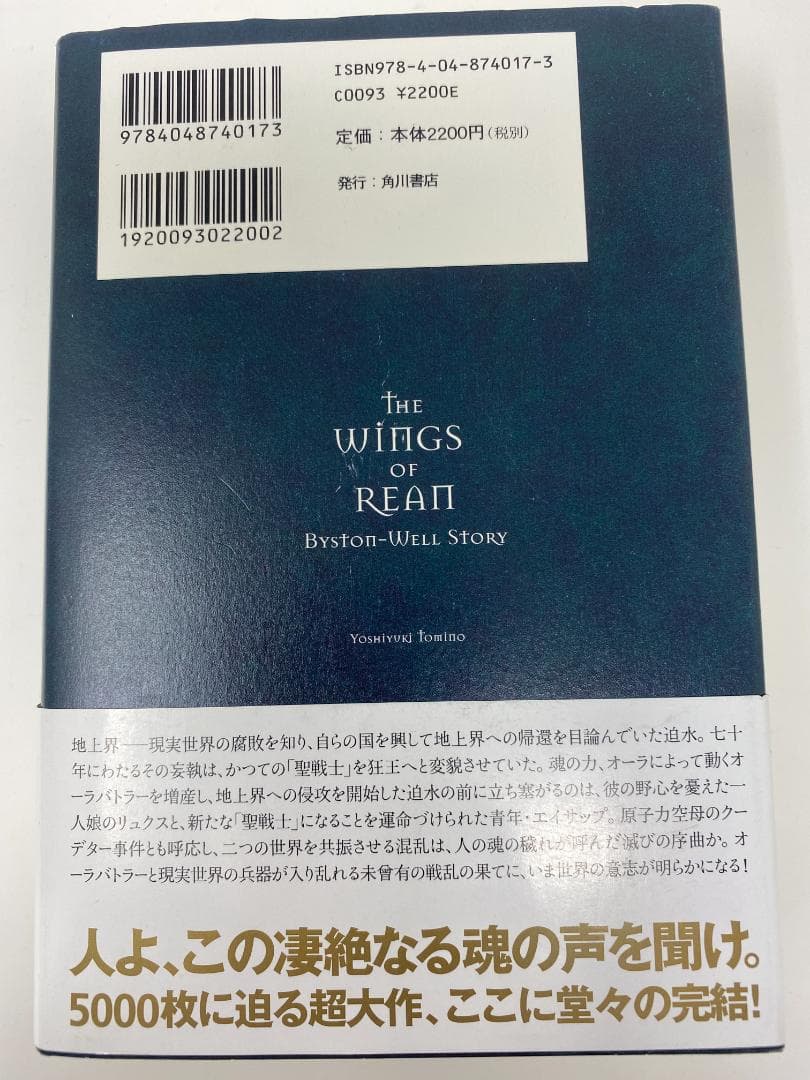 ISBN978-4-04-874017-3
C0093 ¥2200E
定価：本体2200円(税別)
発行：角川書店
9784048740173
1920093022002
THE
WINGS
OF
REAN
BYSTON-WELL STORY
YOSHIYUKI TOMINO
地上界──現実世界の腐敗を知り、自らの国を興して地上界への帰還を目論んでいた迫水。七十
年にわたるその妄執は、かつての「聖戦士」を狂王へと変貌させていた。魂の力、オーラによって動くオ
ーラバトラーを増産し、地上界への侵攻を開始した迫水の前に立ち塞がるのは、彼の野心を憂えた一
人娘のリュクスと、新たな「聖戦士」になることを運命づけられた青年・エイサップ。原子力空母のクー
デター事件とも呼応し、二つの世界を共振させる混乱は、人の魂の穢れが呼んだ滅びの序曲か。オ
ーラバトラーと現実世界の兵器が入り乱れる未曾有の戦乱の果てに、いま世界の意志が明らかになる！
人よ、この凄絶なる魂の声を聞け。
5000枚に迫る超大作、ここに堂々の完結！